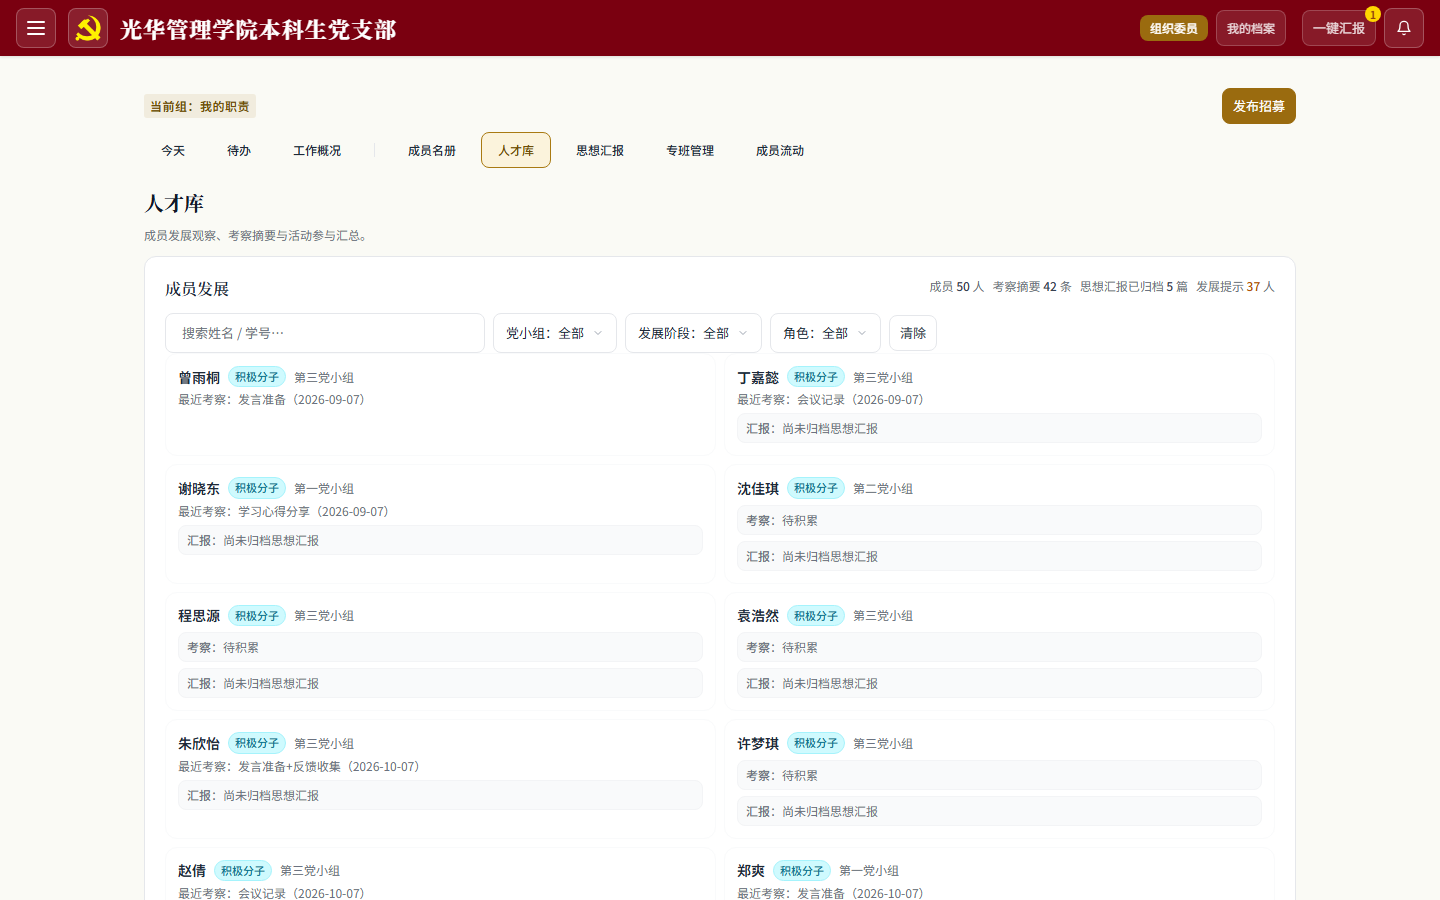 光华管理学院本科生党支部
组织委员
我的档案
一键汇报
1
当前组：我的职责
发布招募
今天
待办
工作概况
成员名册
人才库
思想汇报
专班管理
成员流动
人才库
成员发展观察、考察摘要与活动参与汇总。
成员发展
成员 50 人 考察摘要 42 条 思想汇报已归档 5 篇 发展提示 37 人
搜索姓名 / 学号…
党小组：全部
发展阶段：全部
角色：全部
清除
曾雨桐 积极分子 第三党小组
最近考察：发言准备（2026-09-07）
丁嘉懿 积极分子 第三党小组
最近考察：会议记录（2026-09-07）
汇报：尚未归档思想汇报
谢晓东 积极分子 第一党小组
最近考察：学习心得分享（2026-09-07）
汇报：尚未归档思想汇报
沈佳琪 积极分子 第二党小组
考察：待积累
汇报：尚未归档思想汇报
程思源 积极分子 第三党小组
考察：待积累
汇报：尚未归档思想汇报
袁浩然 积极分子 第三党小组
考察：待积累
汇报：尚未归档思想汇报
朱欣怡 积极分子 第三党小组
最近考察：发言准备+反馈收集（2026-10-07）
汇报：尚未归档思想汇报
许梦琪 积极分子 第三党小组
考察：待积累
汇报：尚未归档思想汇报
赵倩 积极分子 第三党小组
最近考察：会议记录（2026-10-07）
郑爽 积极分子 第一党小组
最近考察：发言准备（2026-10-07）